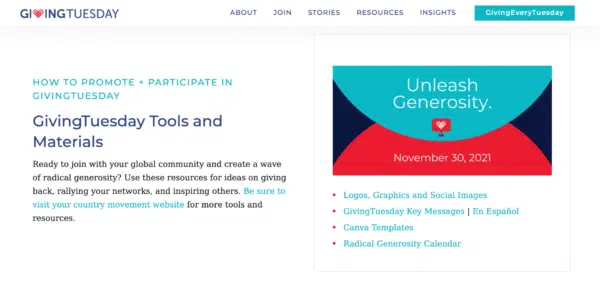 GIVINGTUESDAY
ABOUT JOIN STORIES RESOURCES INSIGHTS GivingEveryTuesday
HOW TO PROMOTE + PARTICIPATE IN
GIVINGTUESDAY
GivingTuesday Tools and
Materials
Ready to join with your global community and create a wave
of radical generosity? Use these resources for ideas on giving
back, rallying your networks, and inspiring others. Be sure to
visit your country movement website for more tools and
resources.
Unleash
Generosity.
November 30, 2021
Logos, Graphics and Social Images
GivingTuesday Key Messages | En Español
Canva Templates
Radical Generosity Calendar